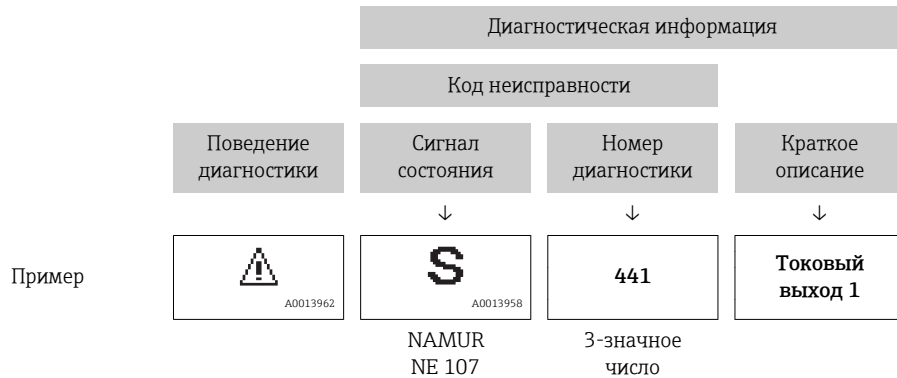 Диагностическая информация
Код неисправности
Поведение
диагностики
Сигнал
состояния
Номер
диагностики
Краткое
описание
↓ ↓ ↓
Пример
A0013962
S
A0013958
441
Токовый
выход 1
NAMUR
NE 107
3-значное
число